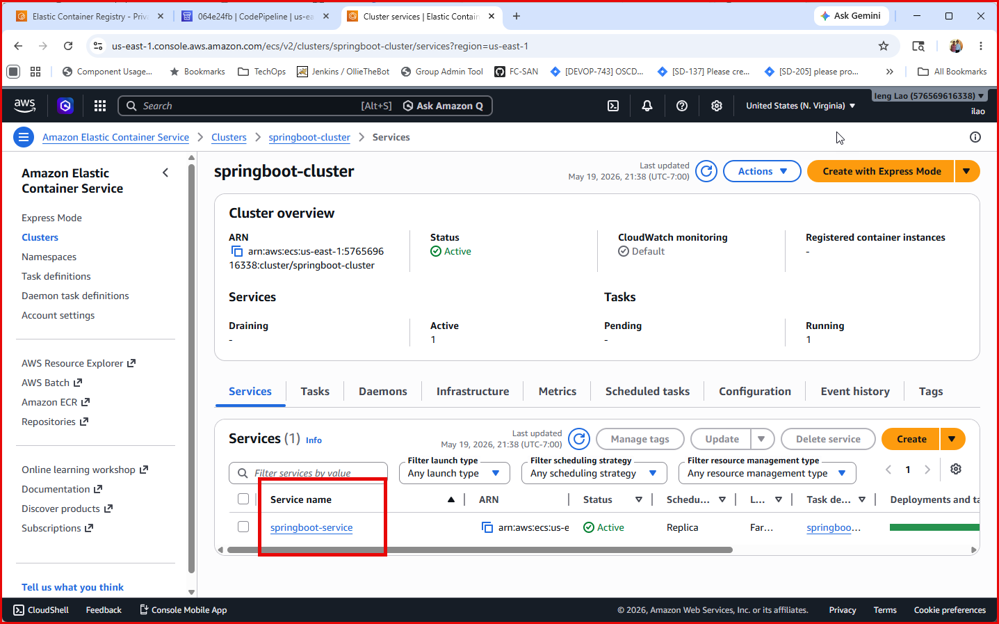 Elastic Container Registry - Priva
064e24fb | CodePipeline | us-ea
Cluster services | Elastic Contain
Ask Gemini
us-east-1.console.aws.amazon.com/ecs/v2/clusters/springboot-cluster/services?region=us-east-1
Component Usage...
Bookmarks
TechOps
Jenkins / OllieTheBot
Group Admin Tool
FC-SAN
[DEVOP-743] OSCD...
[SD-137] Please cre...
[SD-205] please pro...
All Bookmarks
aws
Search
[Alt+S]
Ask Amazon Q
United States (N. Virginia)
Ieng Lao (576569616338)
ilao
Amazon Elastic Container Service
Clusters
springboot-cluster
Services
Amazon Elastic
Container Service
Express Mode
Clusters
Namespaces
Task definitions
Daemon task definitions
Account settings
AWS Resource Explorer
AWS Batch
Amazon ECR
Repositories
Online learning workshop
Documentation
Discover products
Subscriptions
Tell us what you think
springboot-cluster
Last updated
May 19, 2026, 21:38 (UTC-7:00)
Actions
Create with Express Mode
Cluster overview
ARN
arn:aws:ecs:us-east-1:5765696
16338:cluster/springboot-cluster
Status
Active
CloudWatch monitoring
Default
Registered container instances
-
Services
Tasks
Draining
-
Active
1
Pending
-
Running
1
Services
Tasks
Daemons
Infrastructure
Metrics
Scheduled tasks
Configuration
Event history
Tags
Services (1) Info
Last updated
May 19, 2026, 21:38 (UTC-7:00)
Manage tags
Update
Delete service
Create
Filter services by value
Filter launch type
Any launch type
Filter scheduling strategy
Any scheduling strategy
Filter resource management type
Any resource management type
1
Service name
ARN
Status
Schedu...
L...
Task de...
Deployments and ta
springboot-service
arn:aws:ecs:us-e
Active
Replica
Far...
springboo...
CloudShell
Feedback
Console Mobile App
© 2026, Amazon Web Services, Inc. or its affiliates.
Privacy
Terms
Cookie preferences